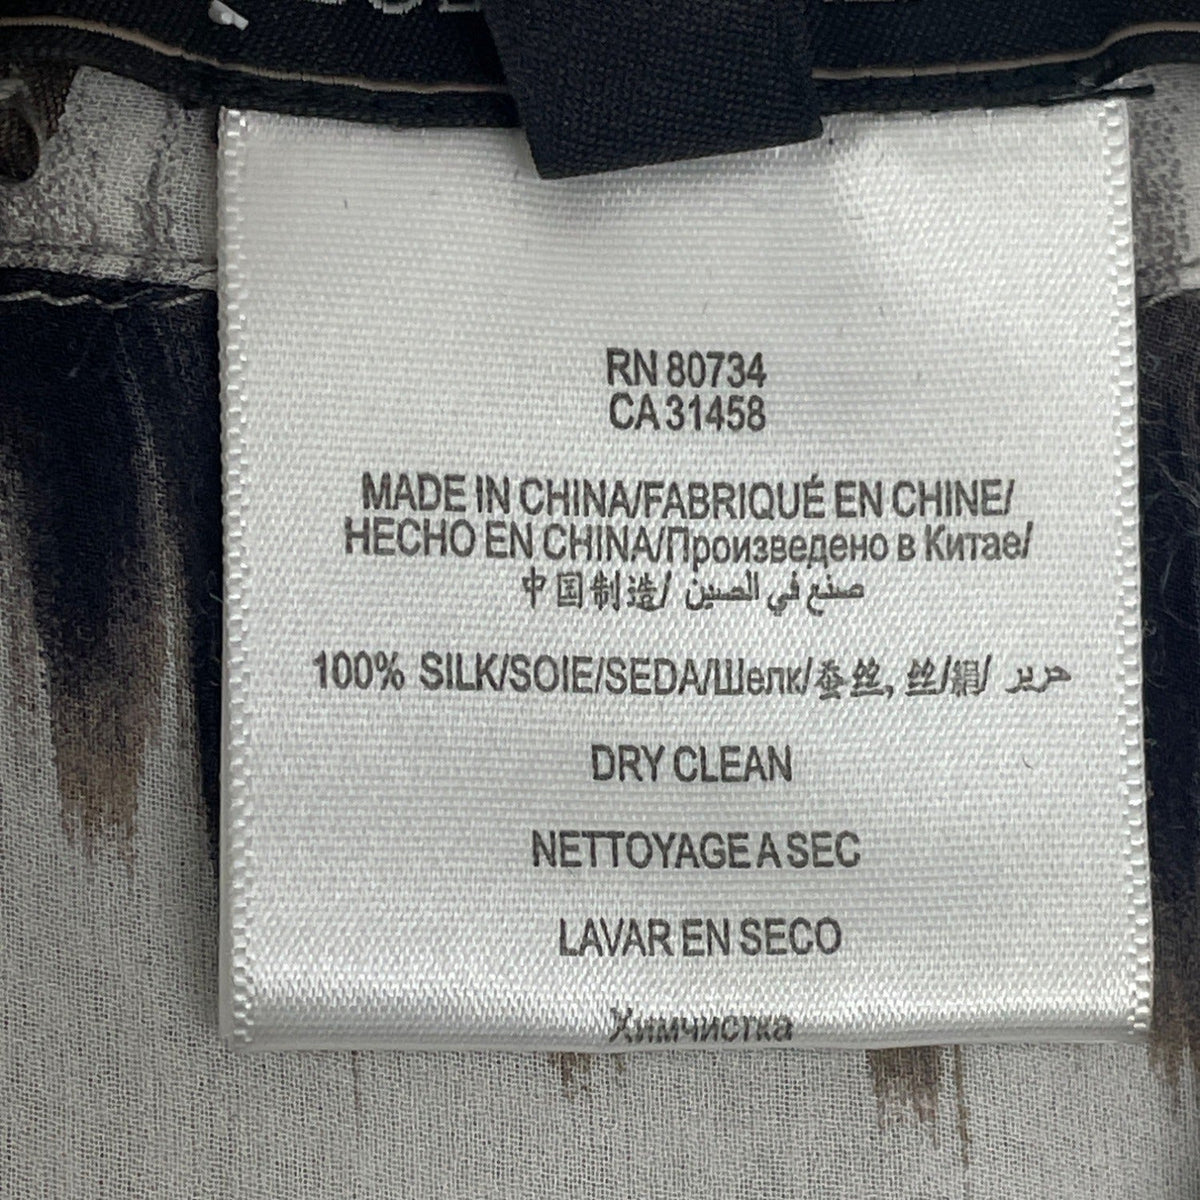 RN 80734
CA 31458
MADE IN CHINA/FABRIQUÉ EN CHINE/
HECHO EN CHINA/Произведено в Китае/
中国制造/ صنع في الصين
100% SILK/SOIE/SEDA/Шелк/蚕丝, 丝/絹/ حرير
DRY CLEAN
NETTOYAGE A SEC
LAVAR EN SECO
Химчистка